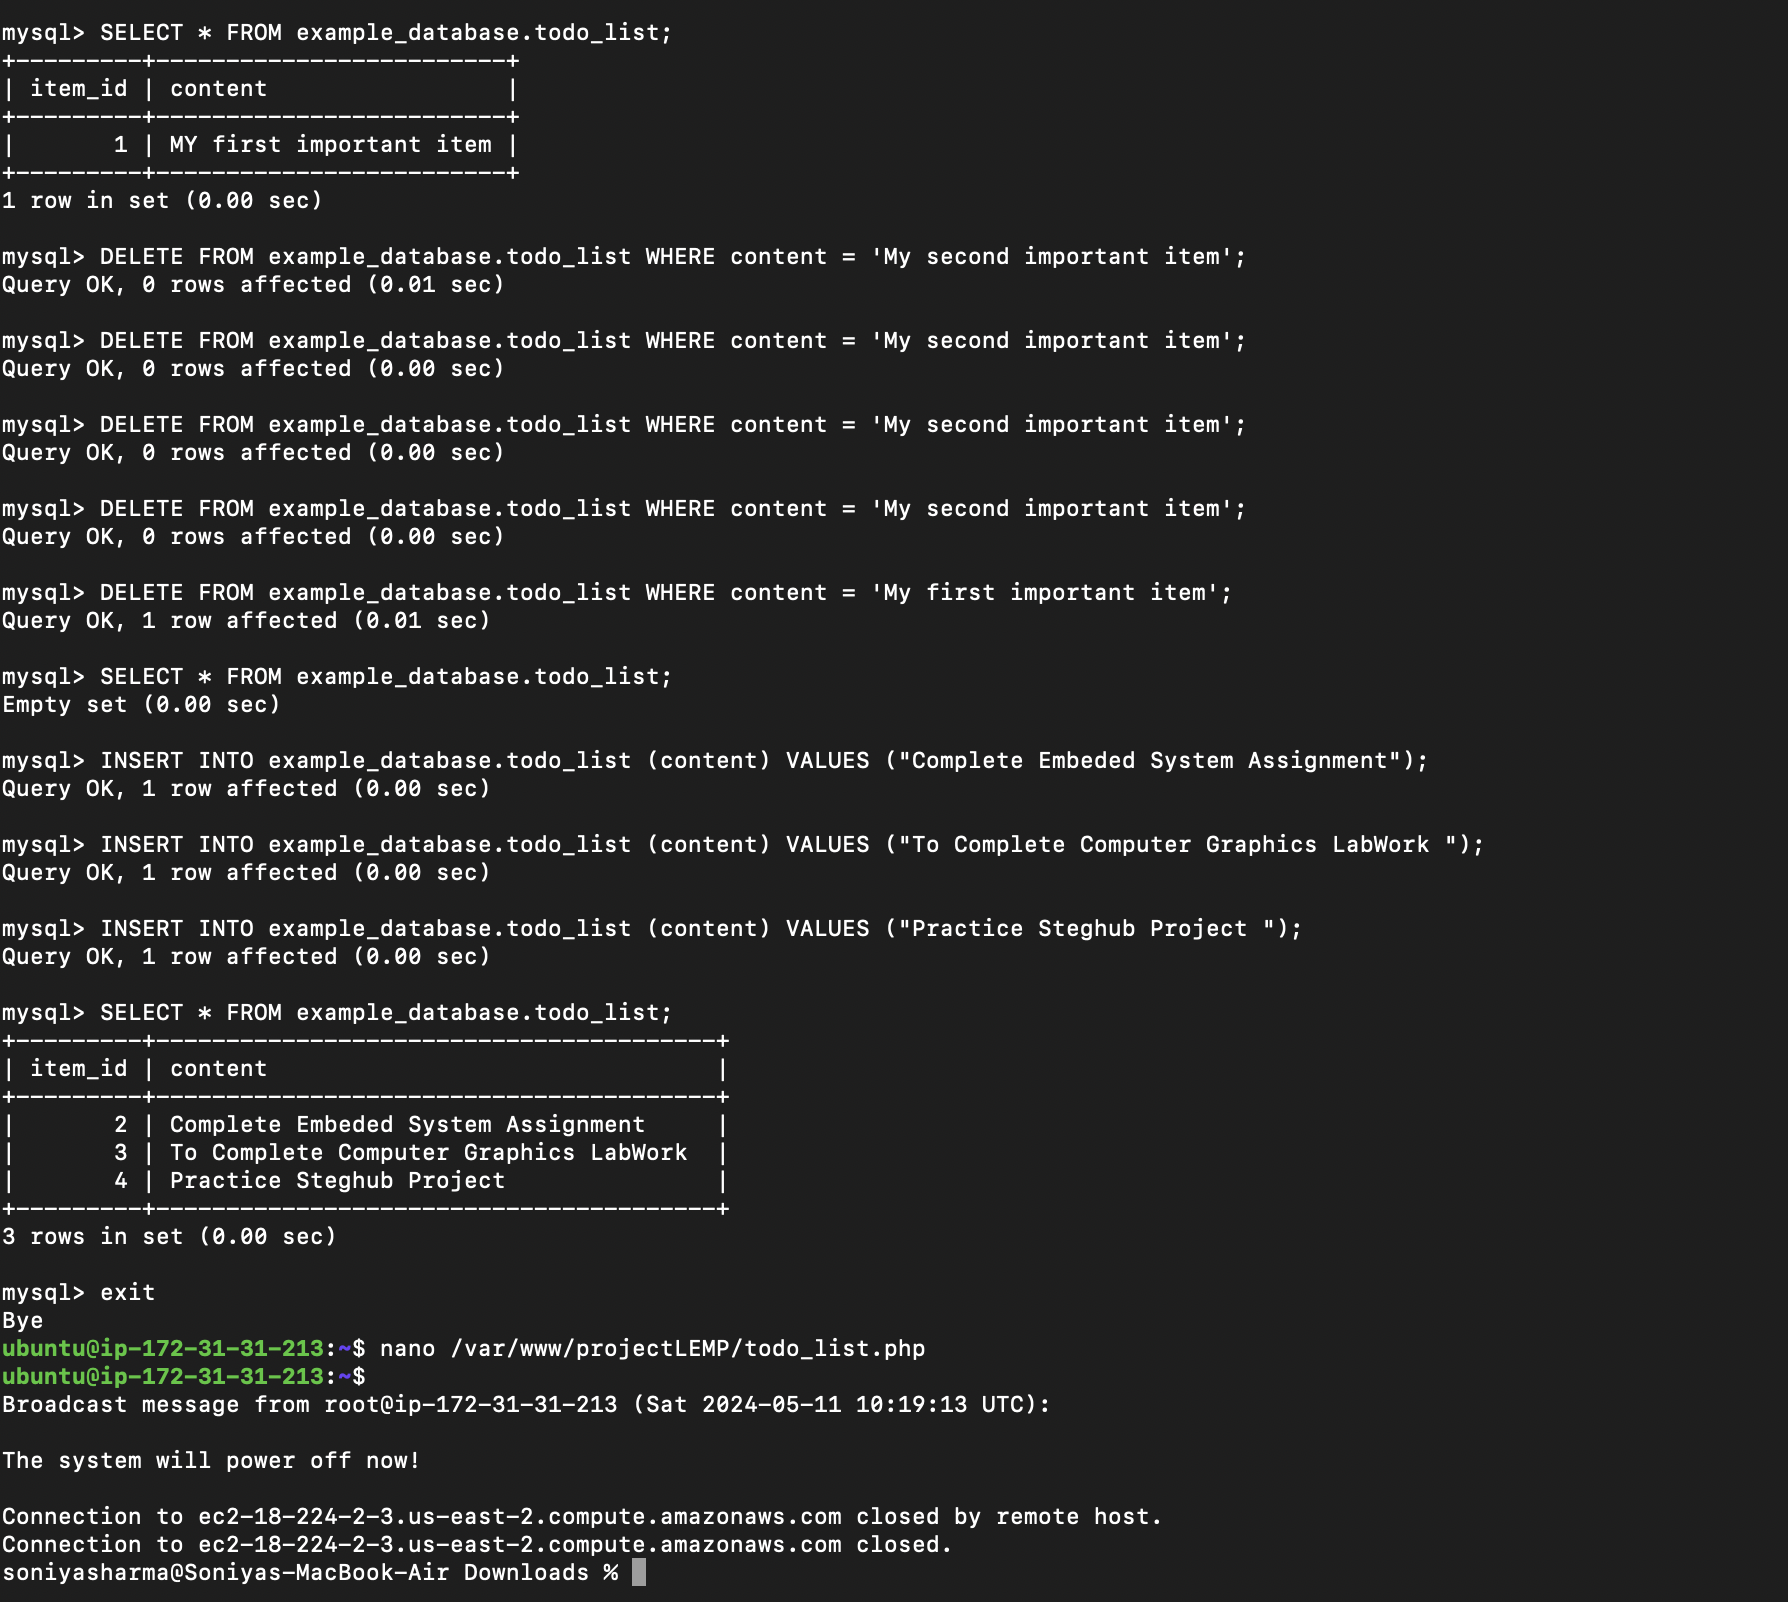 mysql> SELECT * FROM example_database.todo_list;
+---------+-------------------------+
| item_id | content                 |
+---------+-------------------------+
|       1 | MY first important item |
+---------+-------------------------+
1 row in set (0.00 sec)

mysql> DELETE FROM example_database.todo_list WHERE content = 'My second important item';
Query OK, 0 rows affected (0.01 sec)

mysql> DELETE FROM example_database.todo_list WHERE content = 'My second important item';
Query OK, 0 rows affected (0.00 sec)

mysql> DELETE FROM example_database.todo_list WHERE content = 'My second important item';
Query OK, 0 rows affected (0.00 sec)

mysql> DELETE FROM example_database.todo_list WHERE content = 'My second important item';
Query OK, 0 rows affected (0.00 sec)

mysql> DELETE FROM example_database.todo_list WHERE content = 'My first important item';
Query OK, 1 row affected (0.01 sec)

mysql> SELECT * FROM example_database.todo_list;
Empty set (0.00 sec)

mysql> INSERT INTO example_database.todo_list (content) VALUES ("Complete Embeded System Assignment");
Query OK, 1 row affected (0.00 sec)

mysql> INSERT INTO example_database.todo_list (content) VALUES ("To Complete Computer Graphics LabWork ");
Query OK, 1 row affected (0.00 sec)

mysql> INSERT INTO example_database.todo_list (content) VALUES ("Practice Steghub Project ");
Query OK, 1 row affected (0.00 sec)

mysql> SELECT * FROM example_database.todo_list;
+---------+----------------------------------------+
| item_id | content                                |
+---------+----------------------------------------+
|       2 | Complete Embeded System Assignment     |
|       3 | To Complete Computer Graphics LabWork  |
|       4 | Practice Steghub Project               |
+---------+----------------------------------------+
3 rows in set (0.00 sec)

mysql> exit
Bye
ubuntu@ip-172-31-31-213:~$ nano /var/www/projectLEMP/todo_list.php
ubuntu@ip-172-31-31-213:~$
Broadcast message from root@ip-172-31-31-213 (Sat 2024-05-11 10:19:13 UTC):

The system will power off now!

Connection to ec2-18-224-2-3.us-east-2.compute.amazonaws.com closed by remote host.
Connection to ec2-18-224-2-3.us-east-2.compute.amazonaws.com closed.
soniyasharma@Soniyas-MacBook-Air Downloads %